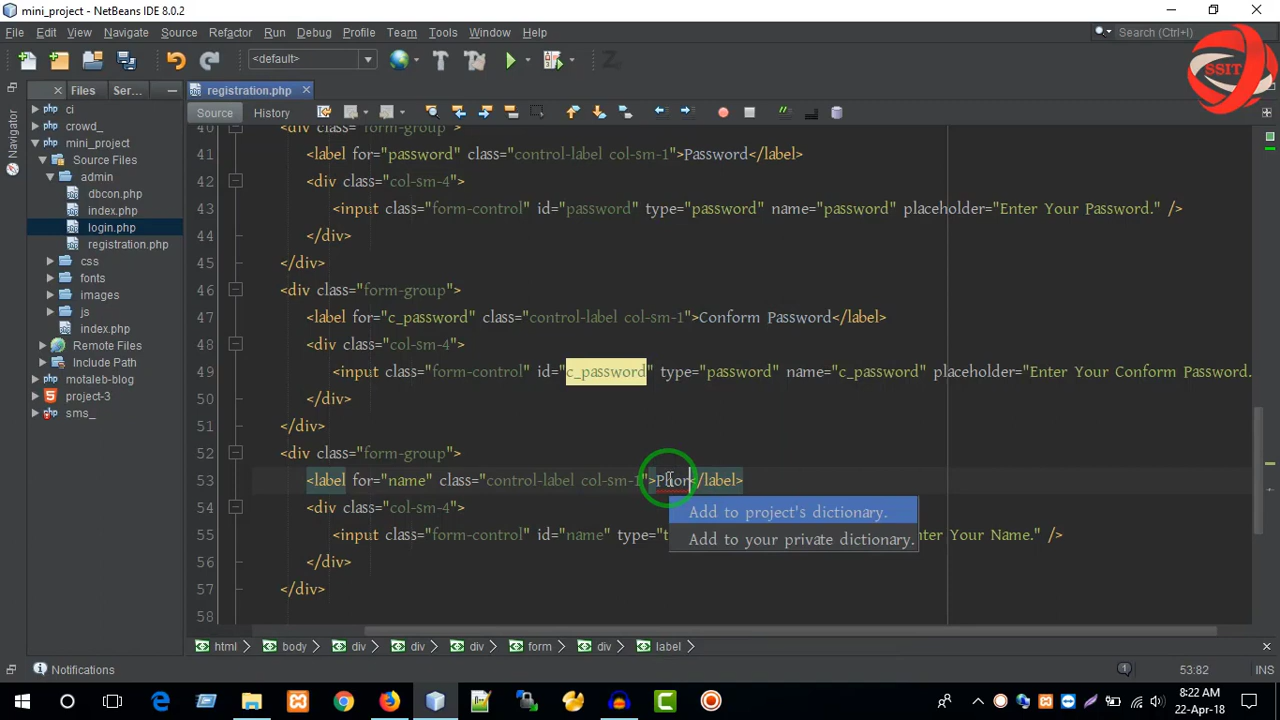 mini_project - NetBeans IDE 8.0.2
File Edit View Navigate Source Refactor Run Debug Profile Team Tools Window Help
Search (Ctrl+I)
<default>
SSIT
Files Ser...
registration.php
Source History
Navigator
ci
crowd_
mini_project
Source Files
admin
dbcon.php
index.php
login.php
registration.php
css
fonts
images
js
index.php
Remote Files
Include Path
motaleb-blog
project-3
sms_
40 <div class="form-group">
41 <label for="password" class="control-label col-sm-1">Password</label>
42 <div class="col-sm-4">
43 <input class="form-control" id="password" type="password" name="password" placeholder="Enter Your Password." />
44 </div>
45 </div>
46 <div class="form-group">
47 <label for="c_password" class="control-label col-sm-1">Conform Password</label>
48 <div class="col-sm-4">
49 <input class="form-control" id="c_password" type="password" name="c_password" placeholder="Enter Your Conform Password.
50 </div>
51 </div>
52 <div class="form-group">
53 <label for="name" class="control-label col-sm-1"></label>
54 <div class="col-sm-4">
55 <input class="form-control" id="name" type="t nter Your Name." />
56 </div>
57 </div>
58
Add to project's dictionary.
Add to your private dictionary.
html body div div div form div label
Notifications
53:82 INS
8:22 AM
22-Apr-18